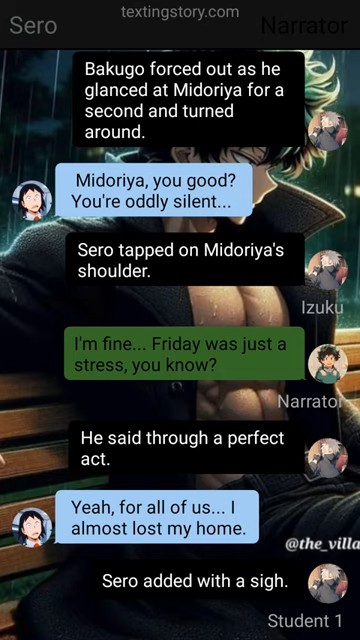 textingstory.com
Sero
Narrator
Bakugo forced out as he
glanced at Midoriya for a
second and turned
around.
Midoriya, you good?
You're oddly silent...
Sero tapped on Midoriya's
shoulder.
Izuku
I'm fine... Friday was just a
stress, you know?
Narrator
He said through a perfect
act.
Yeah, for all of us... I
almost lost my home.
@the_villa
Sero added with a sigh.
Student 1